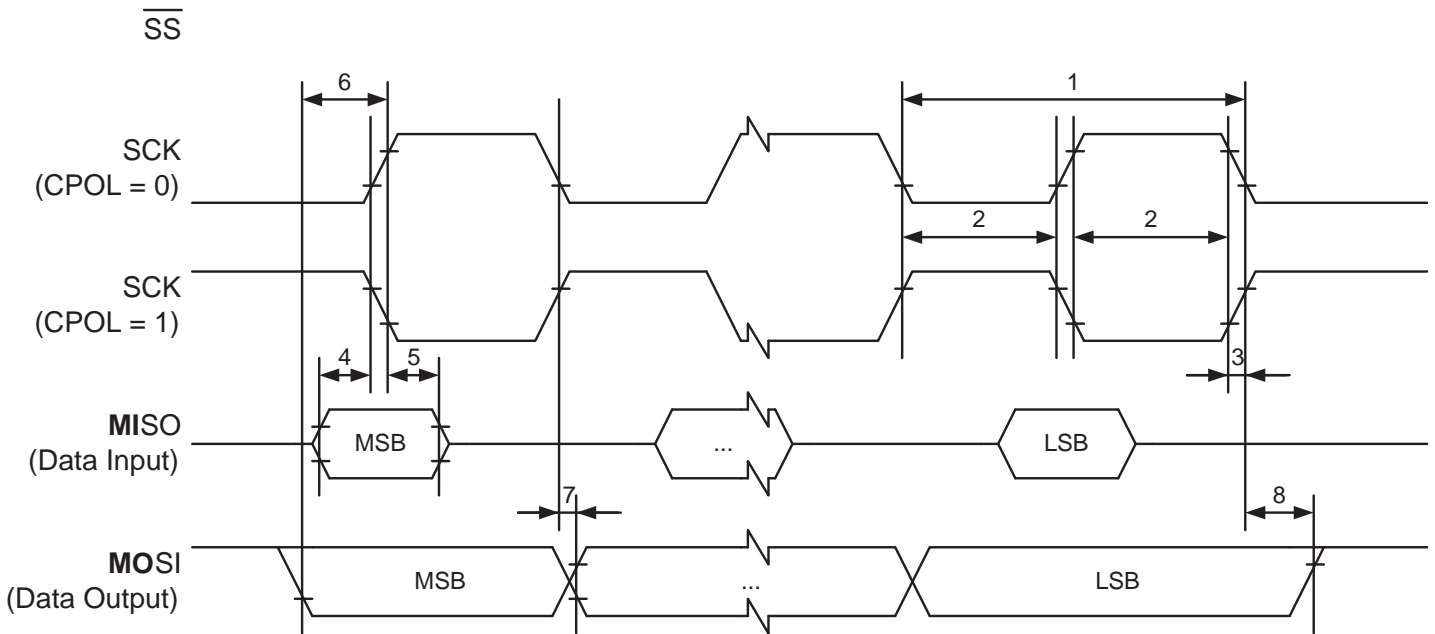 SS
6
1
SCK
(CPOL = 0)
2
2
SCK
(CPOL = 1)
4
5
3
MISO
(Data Input)
MSB
...
LSB
7
8
MOSI
(Data Output)
MSB
...
LSB